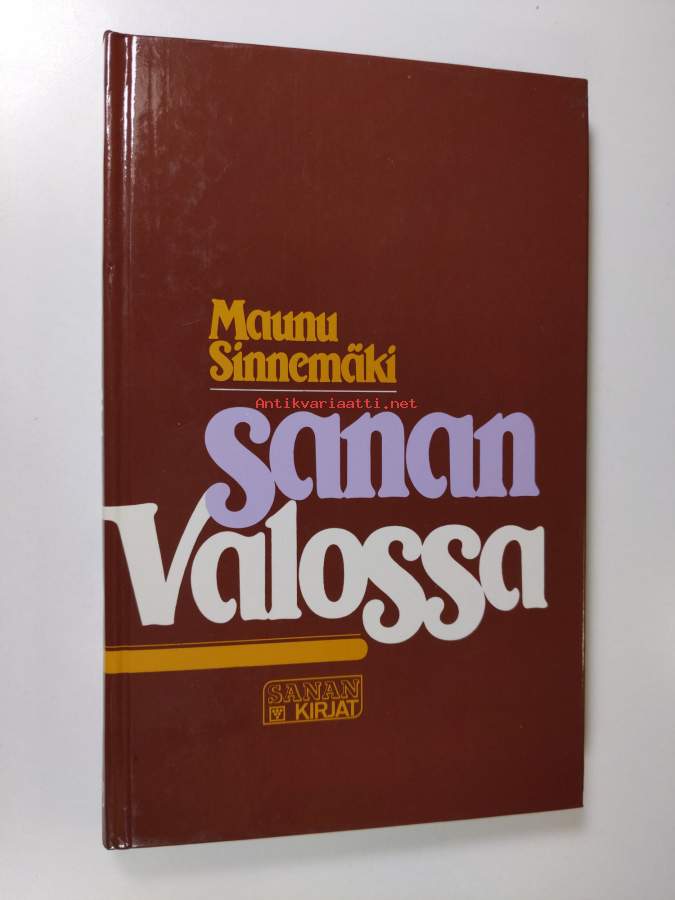 Maunu
Sinnemäki
Antikvariaatti.net
Sanan
Valossa
SANAN
KIRJAT